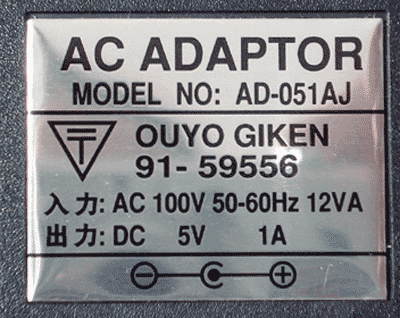 AC ADAPTOR
MODEL NO: AD-051AJ
OUYO GIKEN
91- 59556
入力: AC 100V 50-60Hz 12VA
出力: DC 5V 1A